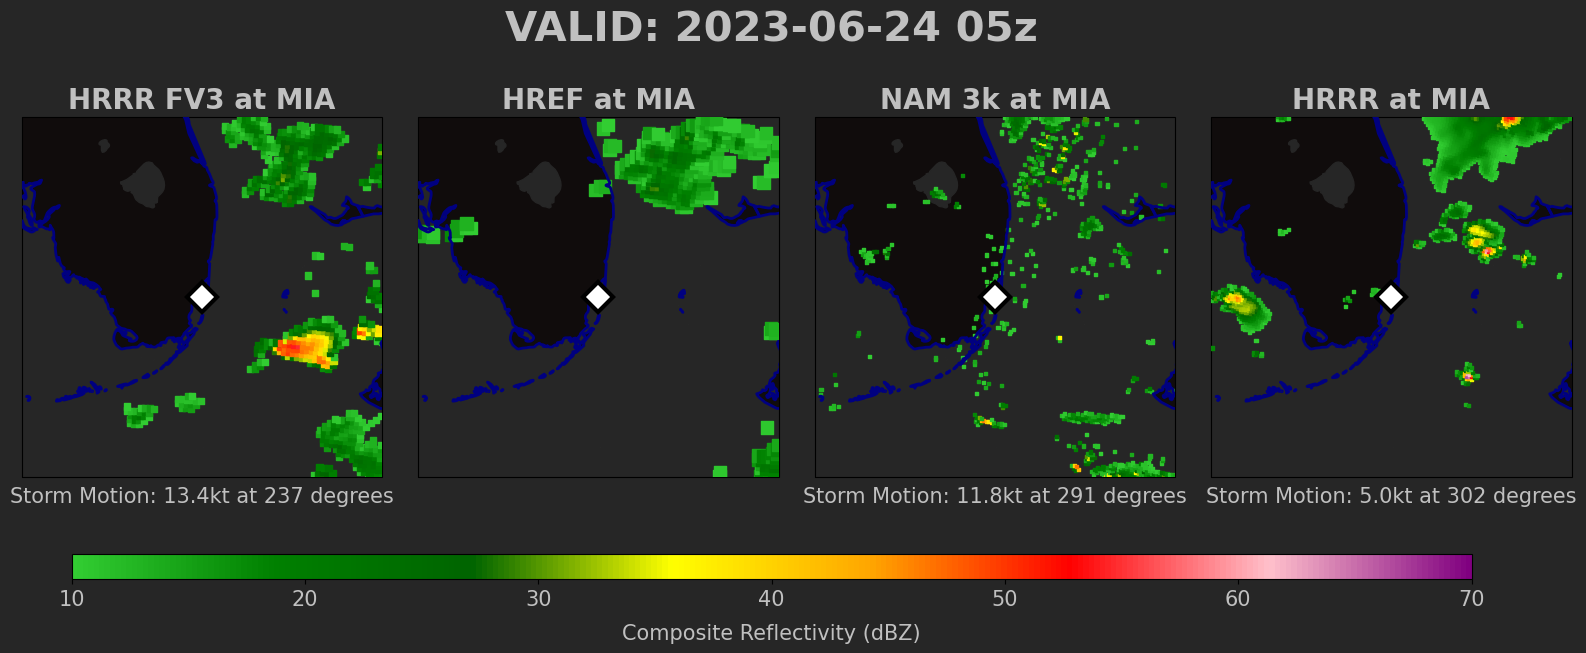 VALID: 2023-06-24 05z
HRRR FV3 at MIA
HREF at MIA
NAM 3k at MIA
HRRR at MIA
Storm Motion: 13.4kt at 237 degrees
Storm Motion: 11.8kt at 291 degrees
Storm Motion: 5.0kt at 302 degrees
10 20 30 40 50 60 70
Composite Reflectivity (dBZ)